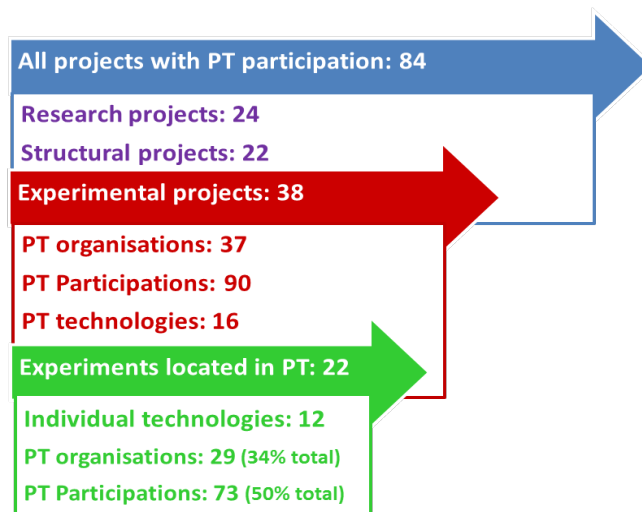 All projects with PT participation: 84
Research projects: 24
Structural projects: 22
Experimental projects: 38
PT organisations: 37
PT Participations: 90
PT technologies: 16
Experiments located in PT: 22
Individual technologies: 12
PT organisations: 29 (34% total)
PT Participations: 73 (50% total)